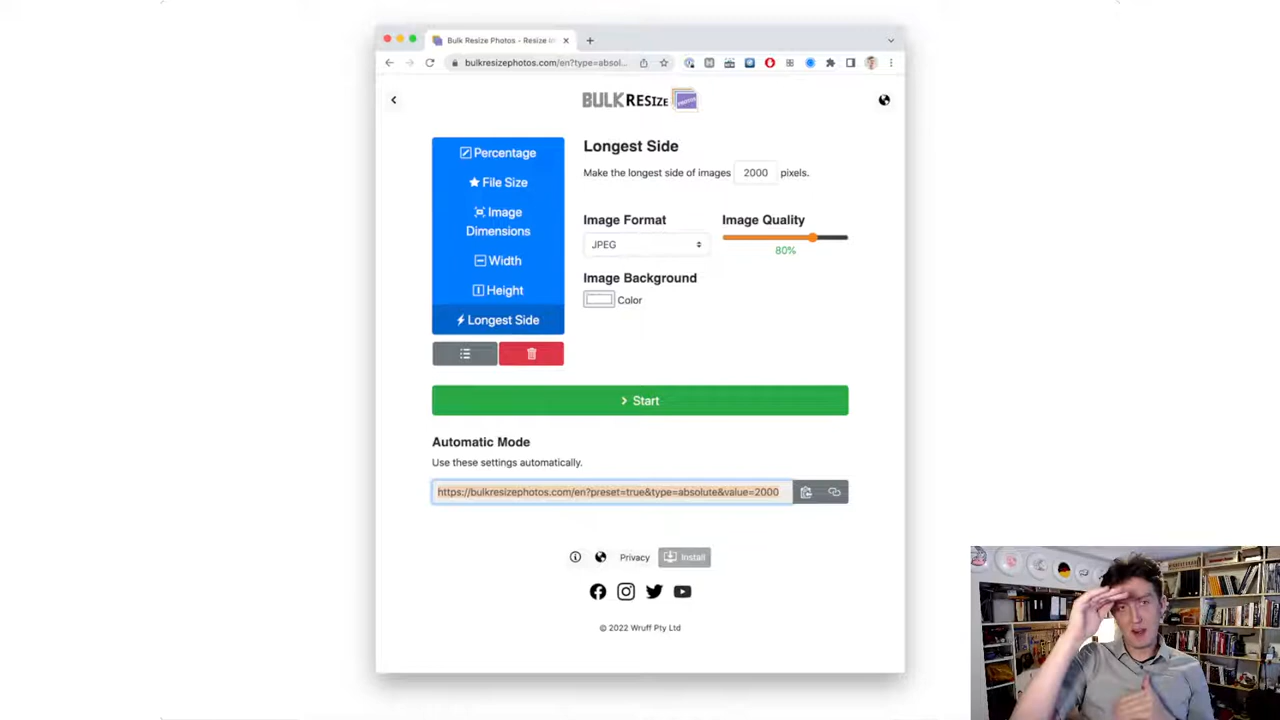 Bulk Resize Photos - Resize Im
bulkresizephotos.com/en?type=absol...
BULK RESIZE PHOTOS
Percentage
File Size
Image
Dimensions
Width
Height
Longest Side
Longest Side
Make the longest side of images 2000 pixels.
Image Format
JPEG
Image Quality
80%
Image Background
Color
Start
Automatic Mode
Use these settings automatically.
https://bulkresizephotos.com/en?preset=true&type=absolute&value=2000
Privacy
Install
© 2022 Wruff Pty Ltd